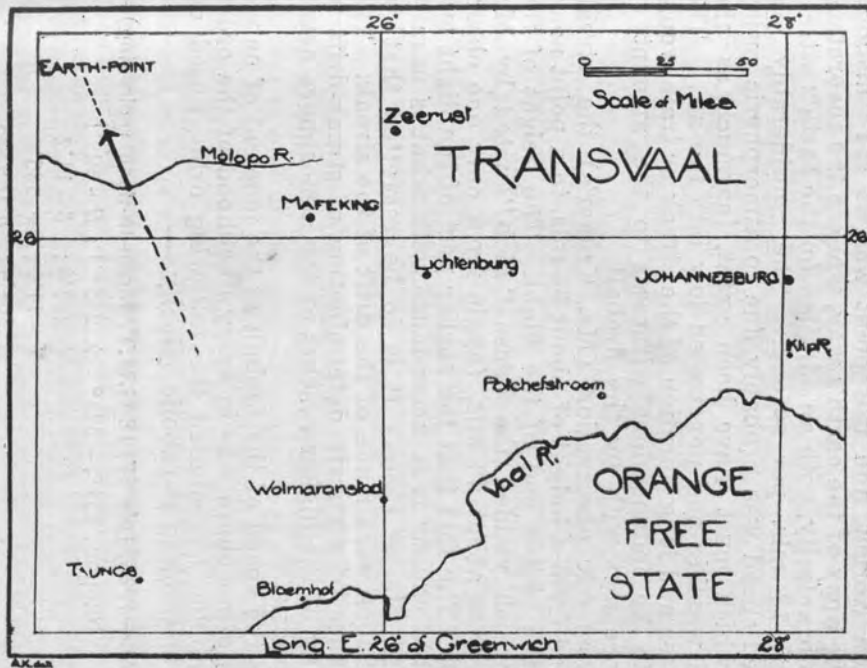 26° 28°
EARTH-POINT
0 25 50
Scale of Miles
Zeerust
Molopo R.
TRANSVAAL
MAFEKING
26 26
Lichtenburg
JOHANNESBURG
Klip R.
Potchefstroom
Vaal R.
Wolmaranstad
ORANGE
FREE
STATE
TAUNGS
Bloemhof
Long. E. 26° of Greenwich 28°